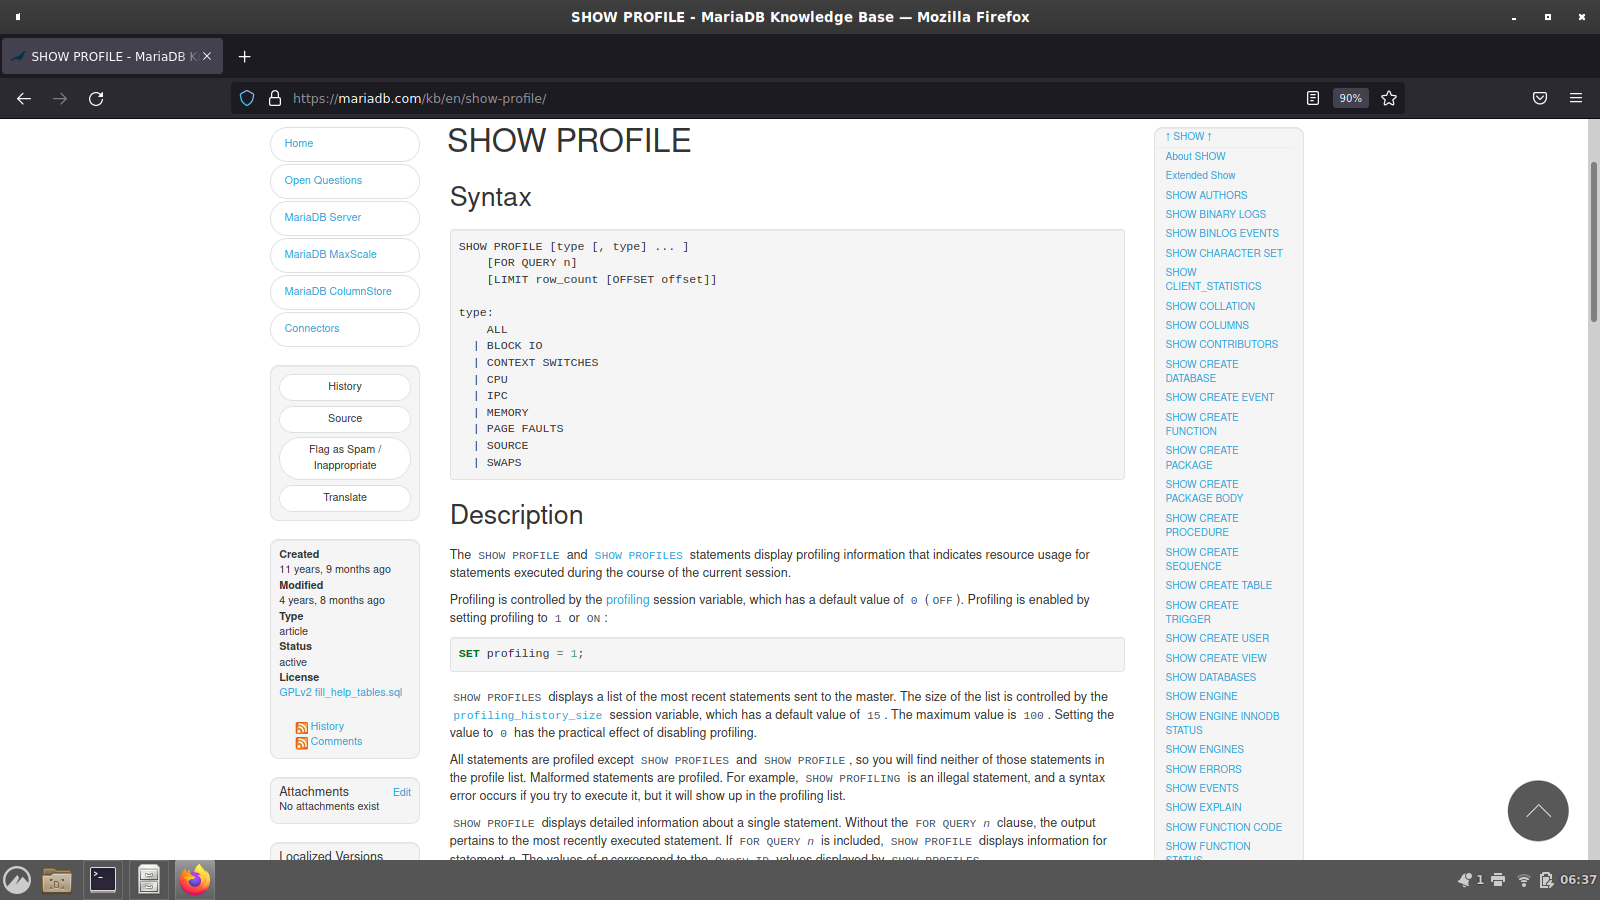 SHOW PROFILE - MariaDB Knowledge Base — Mozilla Firefox
SHOW PROFILE - MariaDB K
https://mariadb.com/kb/en/show-profile/
90%
Home
Open Questions
MariaDB Server
MariaDB MaxScale
MariaDB ColumnStore
Connectors
History
Source
Flag as Spam /
Inappropriate
Translate
Created
11 years, 9 months ago
Modified
4 years, 8 months ago
Type
article
Status
active
License
GPLv2 fill_help_tables.sql
History
Comments
Attachments
Edit
No attachments exist
Localized Versions
SHOW PROFILE
Syntax
SHOW PROFILE [type [, type] ... ]
[FOR QUERY n]
[LIMIT row_count [OFFSET offset]]
type:
ALL
| BLOCK IO
| CONTEXT SWITCHES
| CPU
| IPC
| MEMORY
| PAGE FAULTS
| SOURCE
| SWAPS
Description
The SHOW PROFILE and SHOW PROFILES statements display profiling information that indicates resource usage for
statements executed during the course of the current session.
Profiling is controlled by the profiling session variable, which has a default value of 0 ( OFF ). Profiling is enabled by
setting profiling to 1 or ON :
SET profiling = 1;
SHOW PROFILES displays a list of the most recent statements sent to the master. The size of the list is controlled by the
profiling_history_size session variable, which has a default value of 15 . The maximum value is 100 . Setting the
value to 0 has the practical effect of disabling profiling.
All statements are profiled except SHOW PROFILES and SHOW PROFILE , so you will find neither of those statements in
the profile list. Malformed statements are profiled. For example, SHOW PROFILING is an illegal statement, and a syntax
error occurs if you try to execute it, but it will show up in the profiling list.
SHOW PROFILE displays detailed information about a single statement. Without the FOR QUERY n clause, the output
pertains to the most recently executed statement. If FOR QUERY n is included, SHOW PROFILE displays information for
statement n. The values of n correspond to the Query_ID values displayed by SHOW PROFILES
↑ SHOW ↑
About SHOW
Extended Show
SHOW AUTHORS
SHOW BINARY LOGS
SHOW BINLOG EVENTS
SHOW CHARACTER SET
SHOW
CLIENT_STATISTICS
SHOW COLLATION
SHOW COLUMNS
SHOW CONTRIBUTORS
SHOW CREATE
DATABASE
SHOW CREATE EVENT
SHOW CREATE
FUNCTION
SHOW CREATE
PACKAGE
SHOW CREATE
PACKAGE BODY
SHOW CREATE
PROCEDURE
SHOW CREATE
SEQUENCE
SHOW CREATE TABLE
SHOW CREATE
TRIGGER
SHOW CREATE USER
SHOW CREATE VIEW
SHOW DATABASES
SHOW ENGINE
SHOW ENGINE INNODB
STATUS
SHOW ENGINES
SHOW ERRORS
SHOW EVENTS
SHOW EXPLAIN
SHOW FUNCTION CODE
SHOW FUNCTION
STATUS
1
06:37